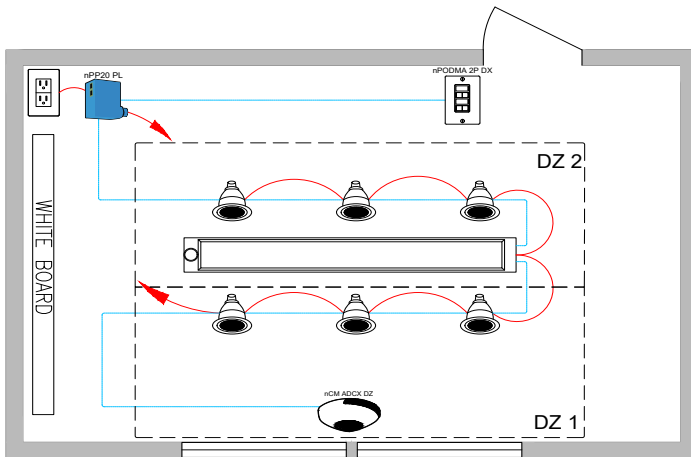 nPP20 PL
nPODMA 2P DX
DZ 2
WHITE BOARD
nCM ADCX DZ
DZ 1